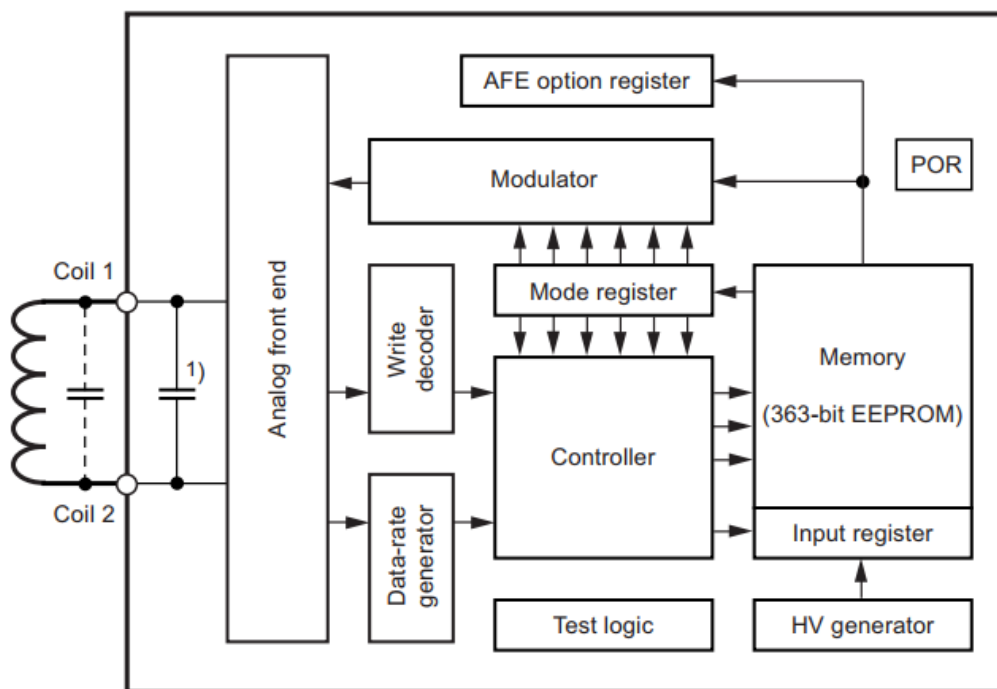 AFE option register
Modulator
POR
Coil 1
Analog front end
Write
decoder
Mode register
Memory
(363-bit EEPROM)
1)
Controller
Coil 2
Data-rate
generator
Input register
Test logic
HV generator